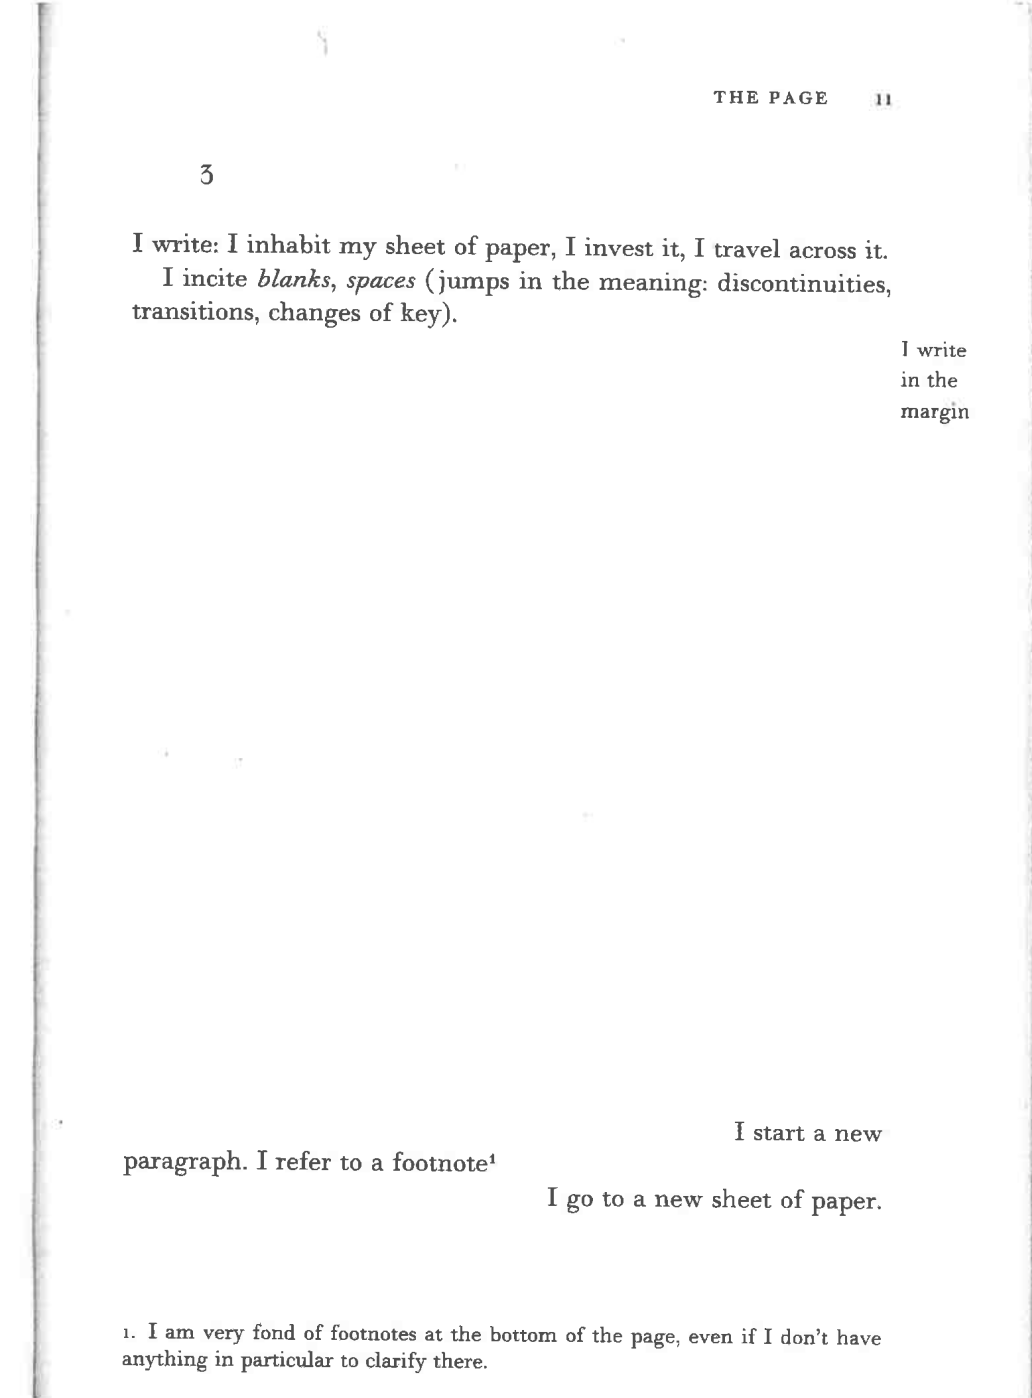 THE PAGE 11
3
I write: I inhabit my sheet of paper, I invest it, I travel across it.
I incite blanks, spaces (jumps in the meaning: discontinuities,
transitions, changes of key).
I write
in the
margin
I start a new
paragraph. I refer to a footnote¹
I go to a new sheet of paper.
1. I am very fond of footnotes at the bottom of the page, even if I don't have
anything in particular to clarify there.